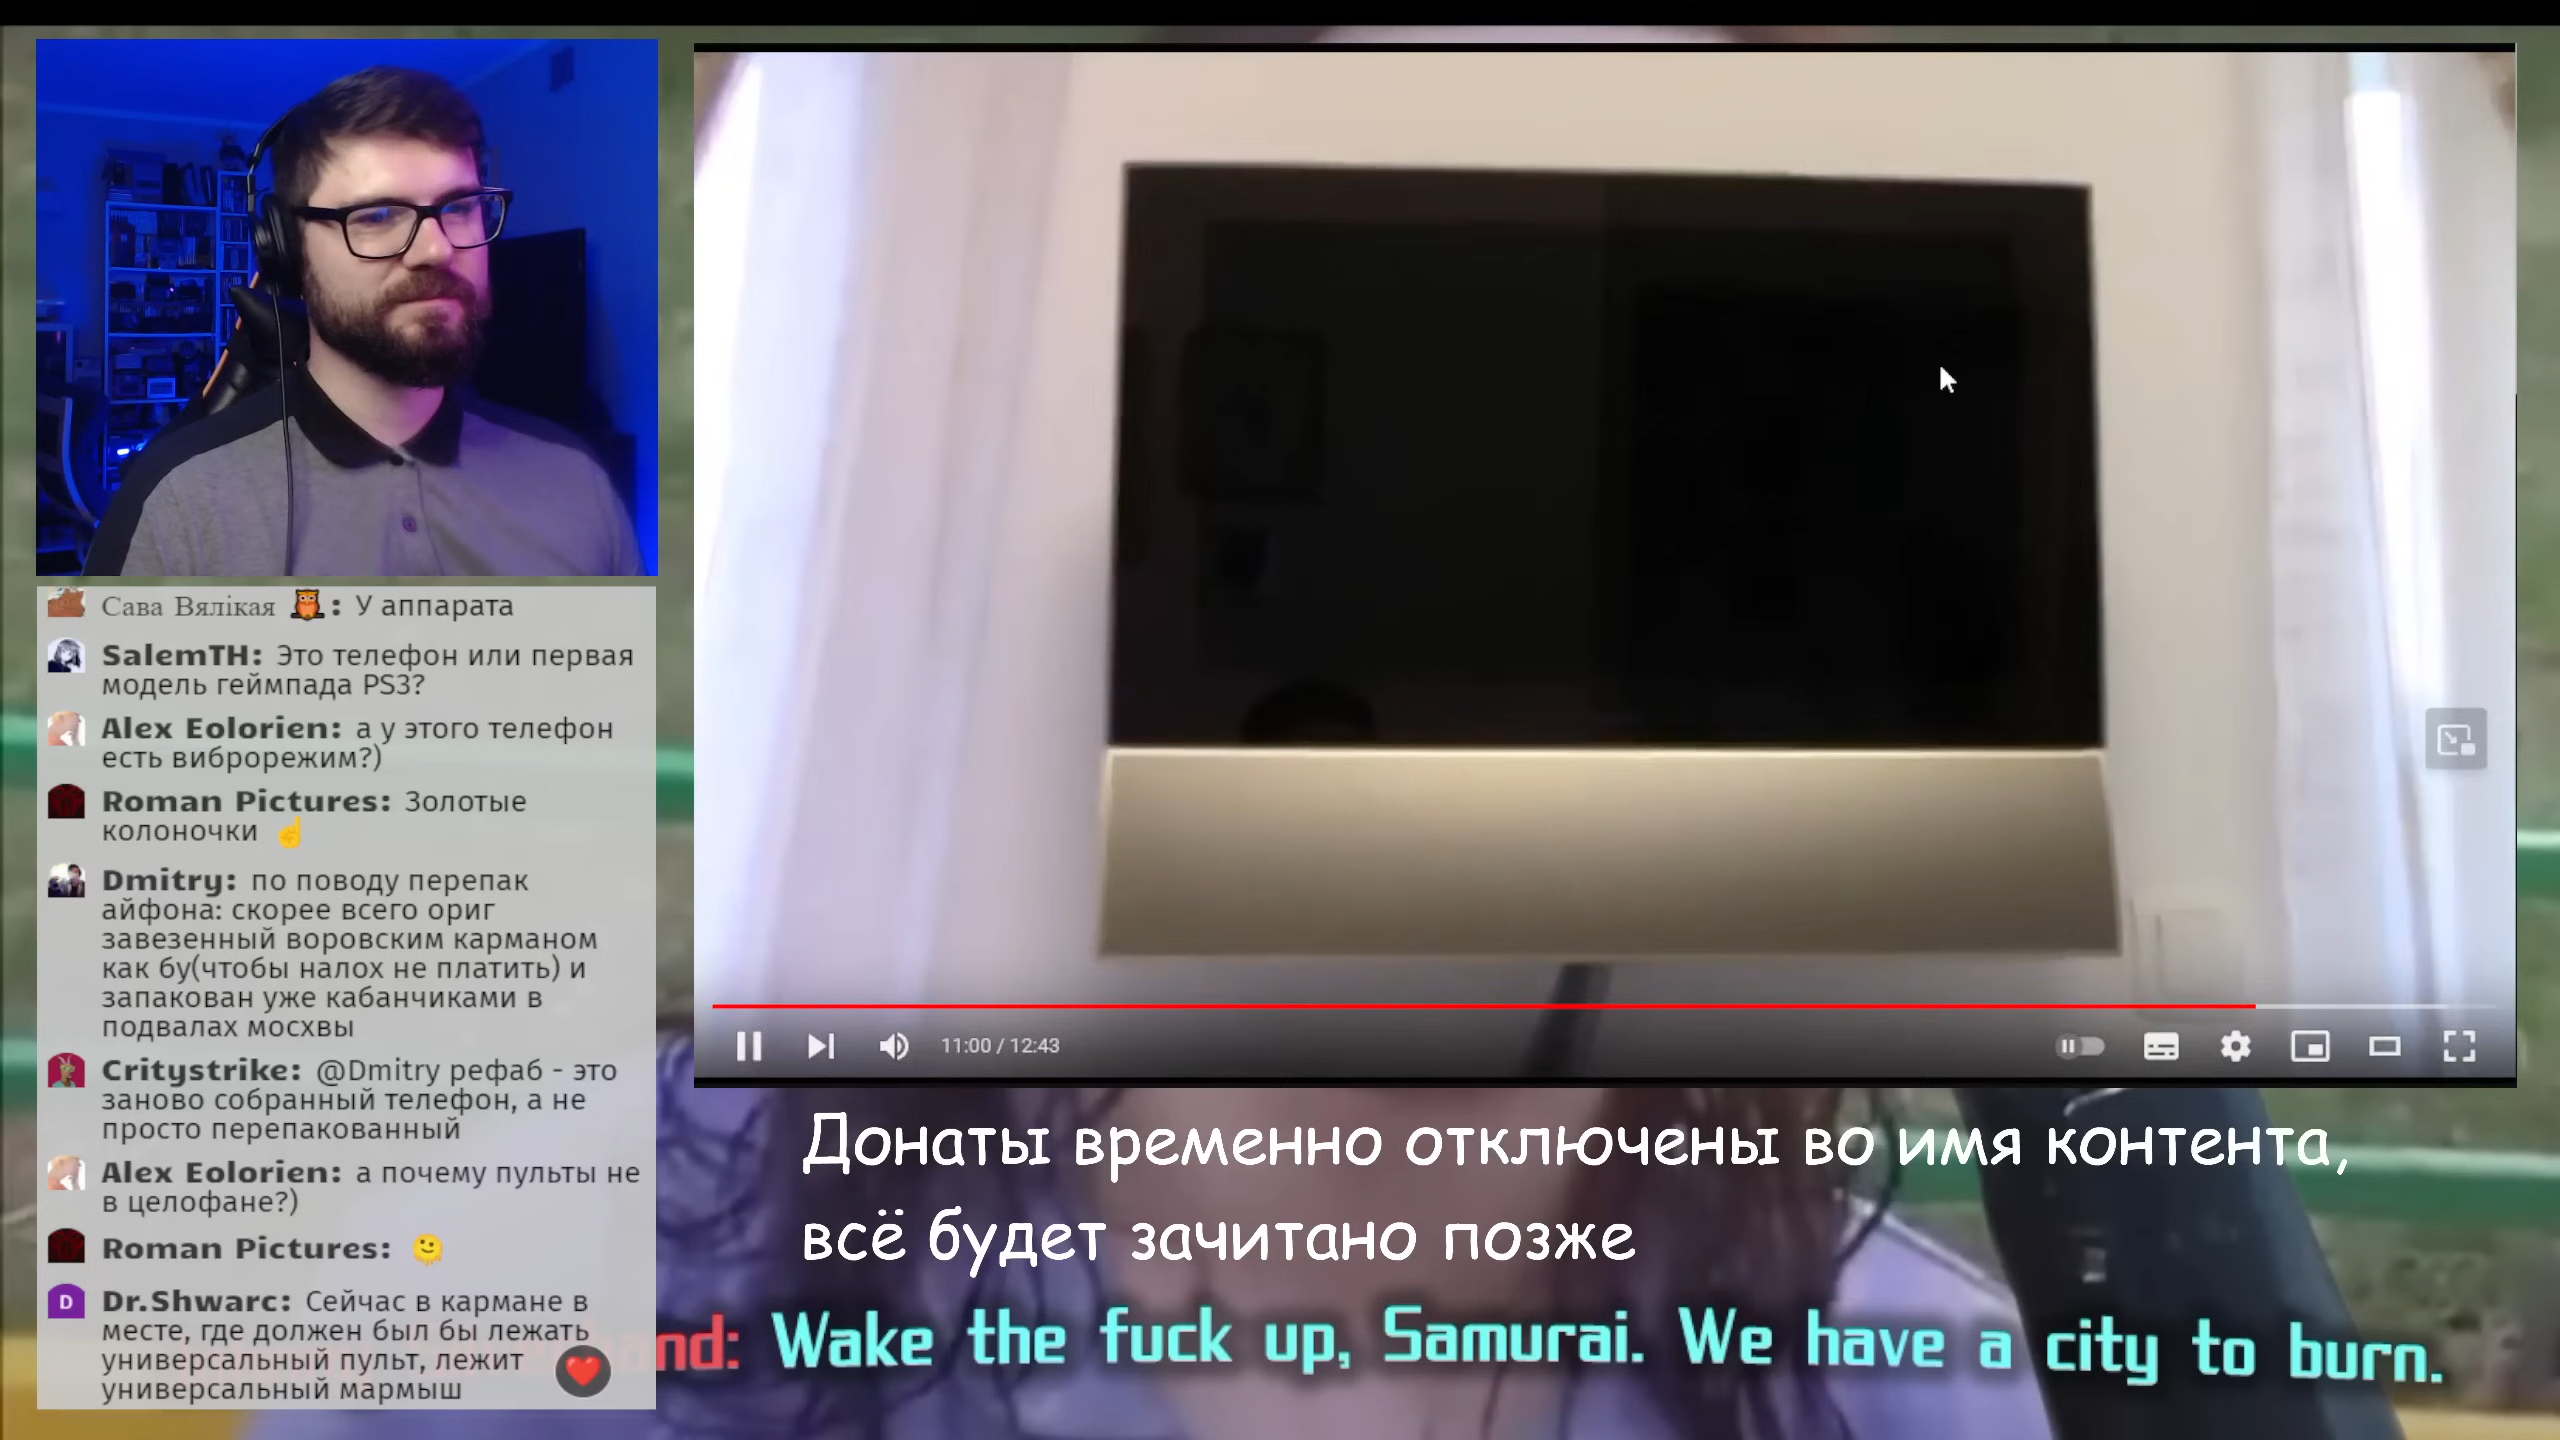 Сава Вялікая 🦉: У аппарата
SalemTH: Это телефон или первая
модель геймпада PS3?
Alex Eolorien: а у этого телефон
есть виброрежим?)
Roman Pictures: Золотые
колоночки ☝
Dmitry: по поводу перепак
айфона: скорее всего ориг
завезенный воровским карманом
как бу(чтобы налох не платить) и
запакован уже кабанчиками в
подвалах мосхвы
Critystrike: @Dmitry рефаб - это
заново собранный телефон, а не
просто перепакованный
Alex Eolorien: а почему пульты не
в целофане?)
Roman Pictures: 🫠
D Dr.Shwarc: Сейчас в кармане в
месте, где должен был бы лежать
универсальный пульт, лежит
универсальный мармыш
11:00 / 12:43
Донаты временно отключены во имя контента,
всё будет зачитано позже
and: Wake the fuck up, Samurai. We have a city to burn.